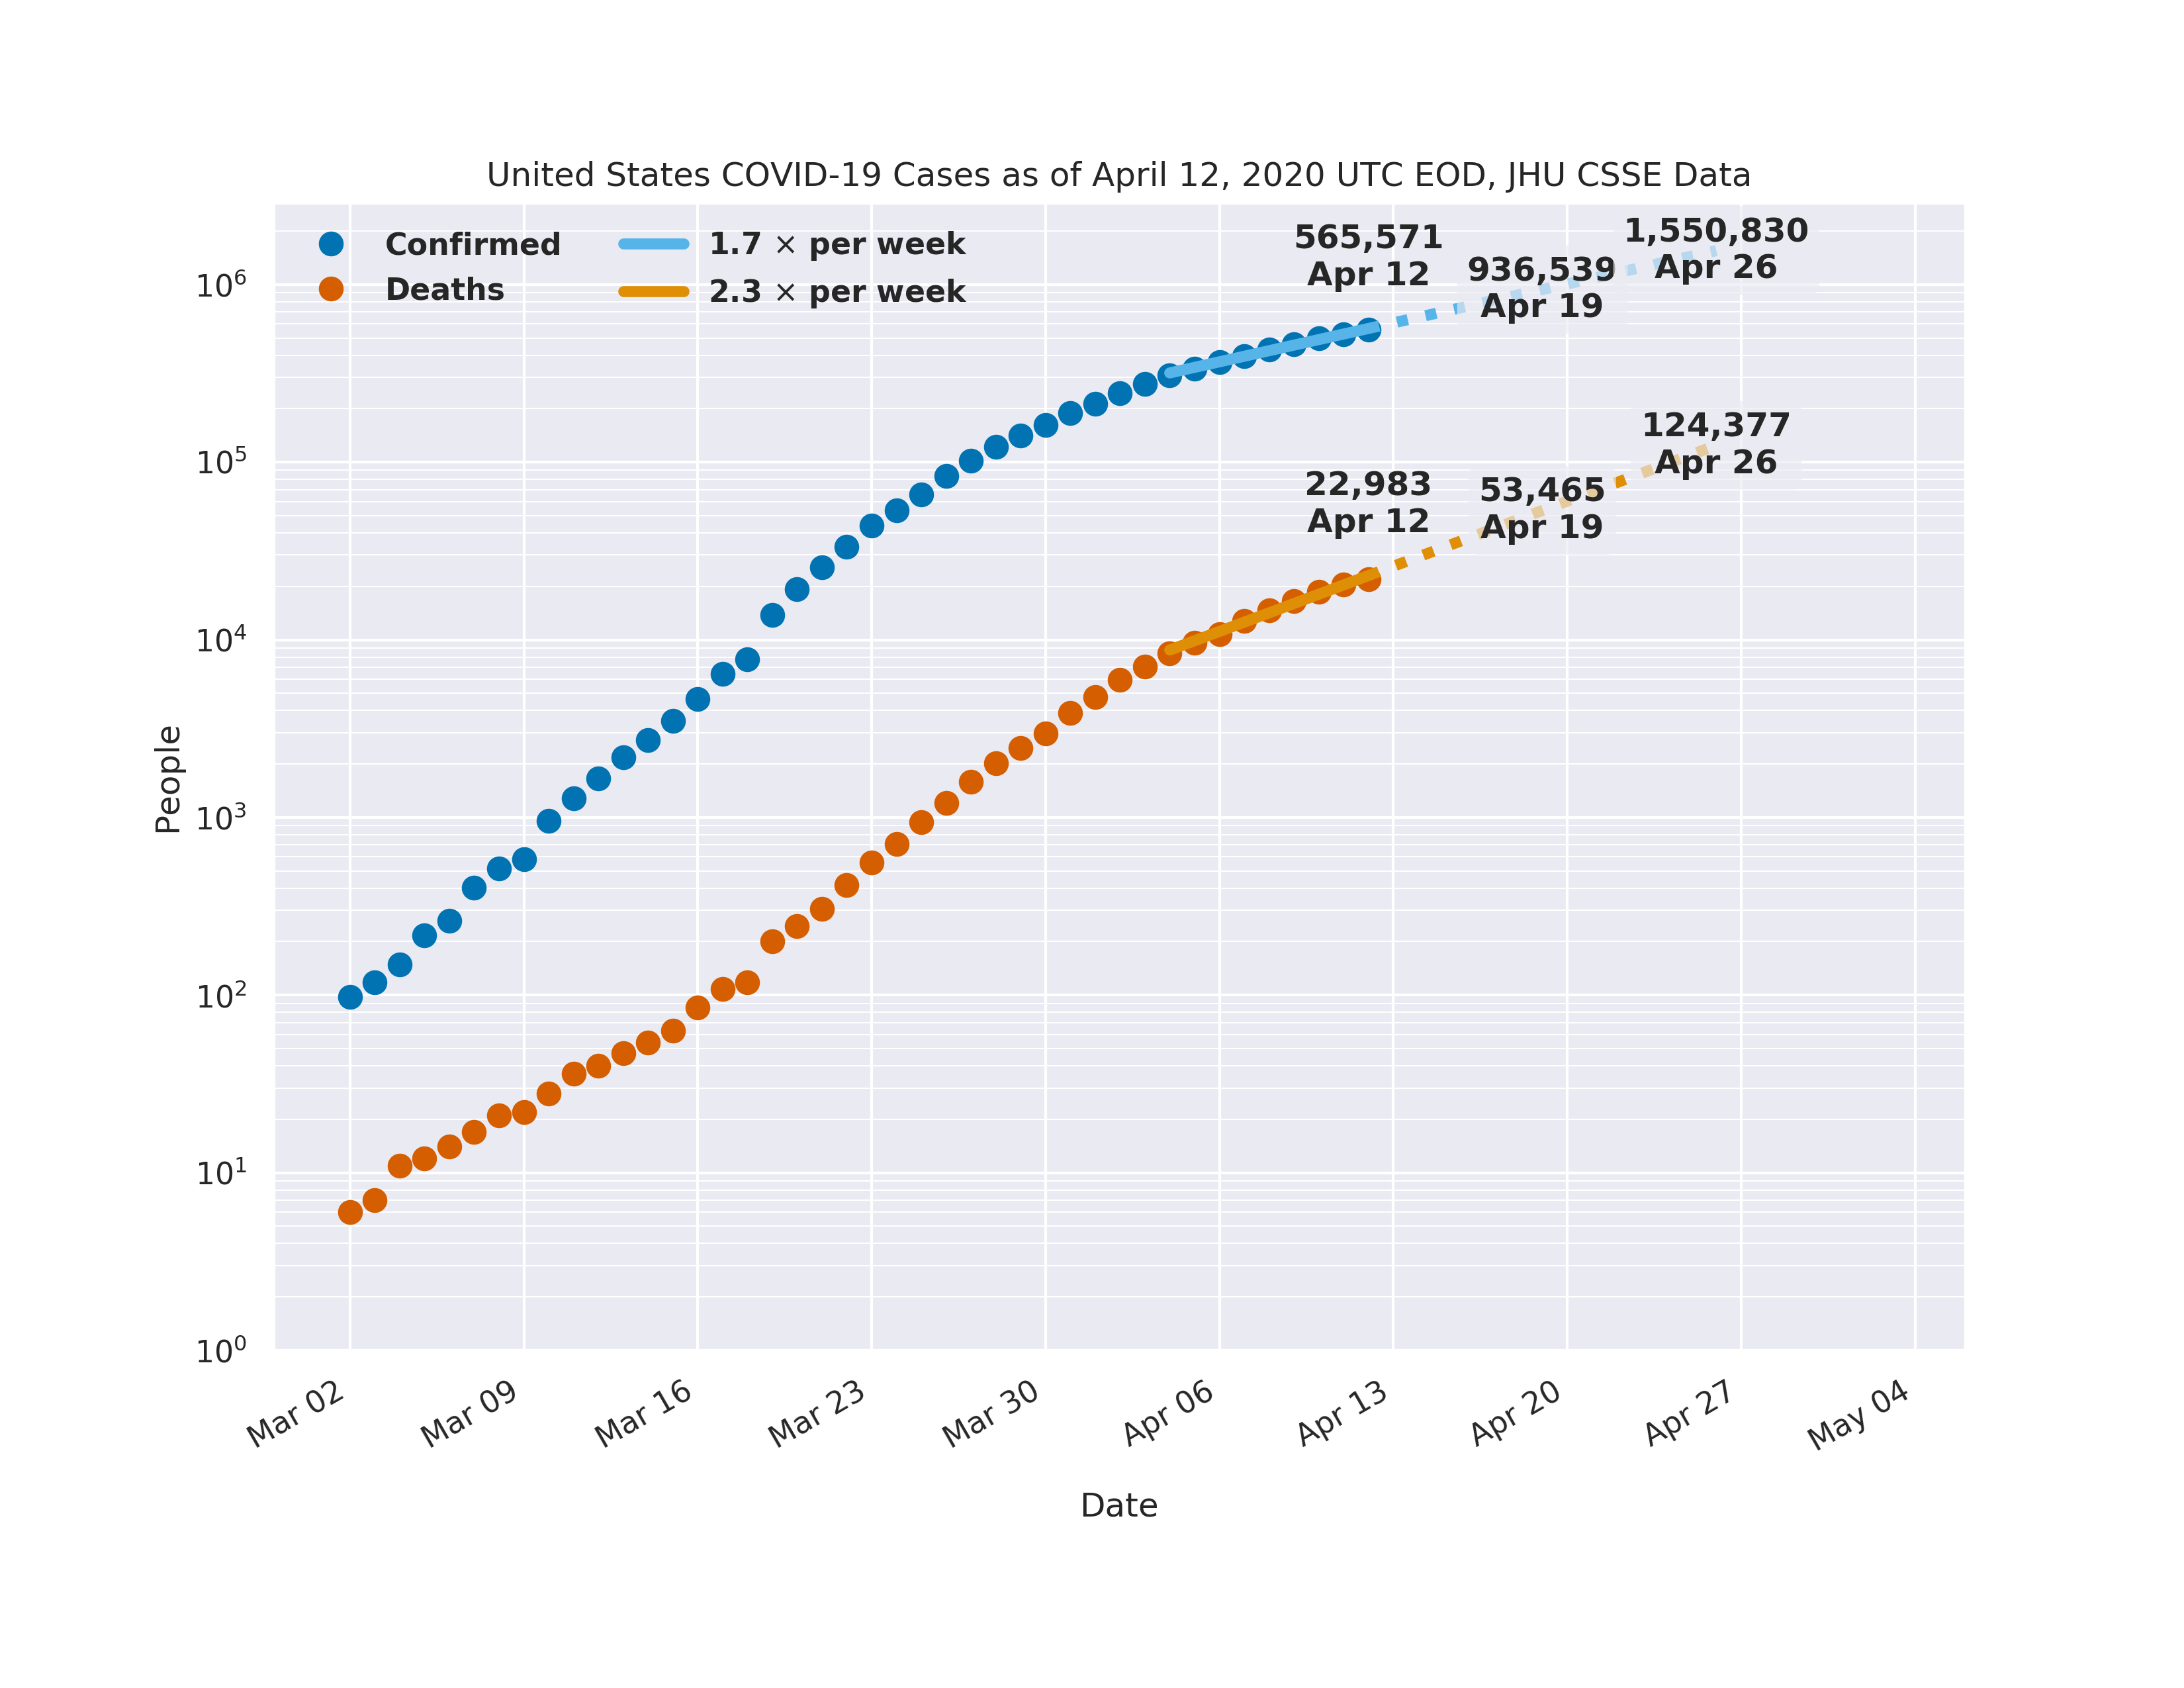 United States COVID-19 Cases as of April 12, 2020 UTC EOD, JHU CSSE Data
Confirmed
Deaths
1.7 × per week
2.3 × per week
565,571
Apr 12
936,539
Apr 19
1,550,830
Apr 26
22,983
Apr 12
53,465
Apr 19
124,377
Apr 26
People
10⁶
10⁵
10⁴
10³
10²
10¹
10⁰
Mar 02
Mar 09
Mar 16
Mar 23
Mar 30
Apr 06
Apr 13
Apr 20
Apr 27
May 04
Date